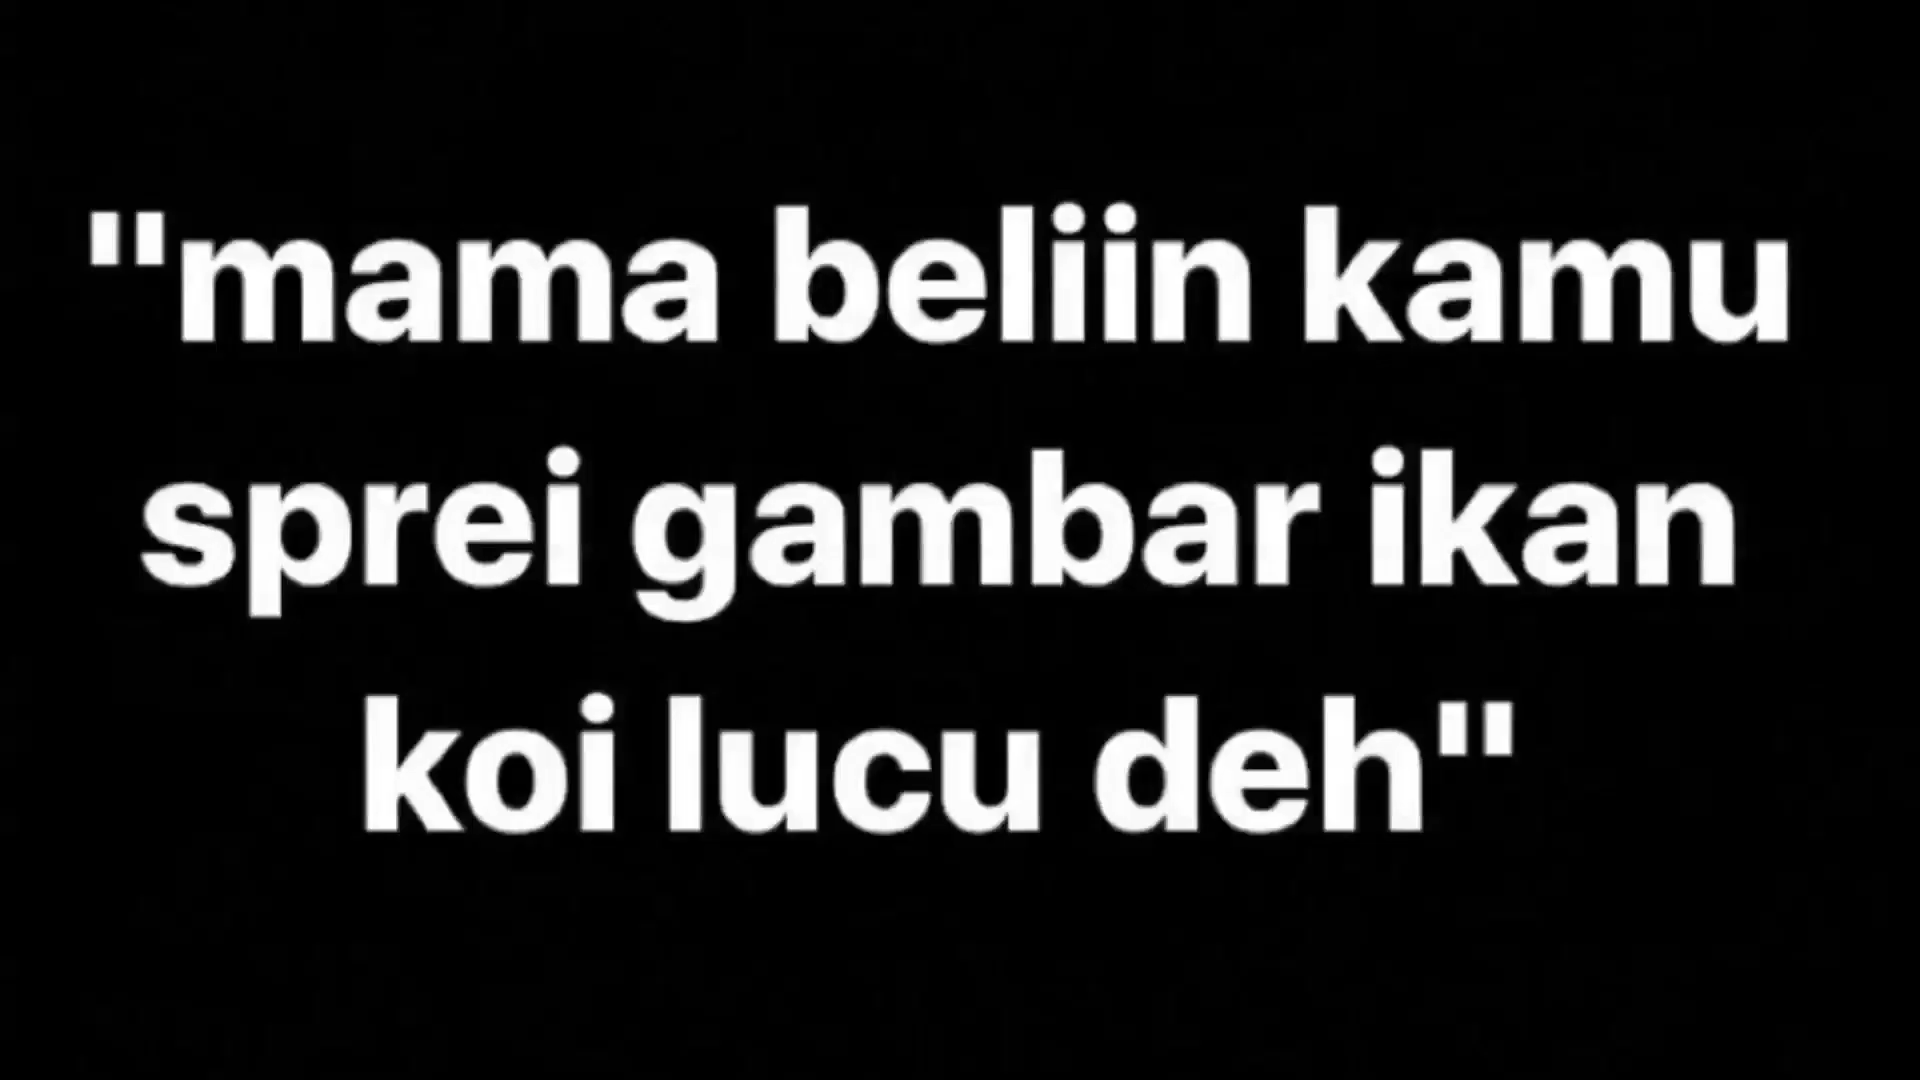 "mama beliin kamu
sprei gambar ikan
koi lucu deh"